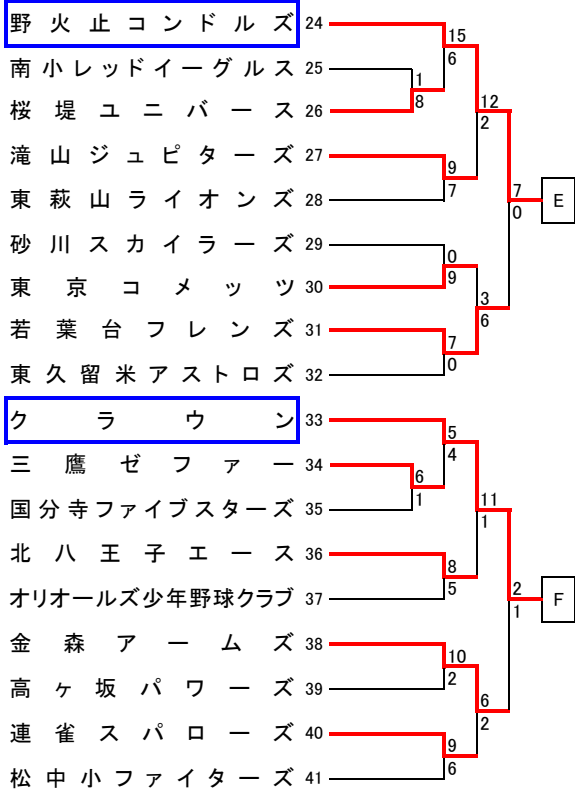 野火止コンドルズ 24
15
南小レッドイーグルス 25
6
1
12
桜堤ユニバース 26
8
2
滝山ジュピターズ 27
9
7
E
東萩山ライオンズ 28
7
0
砂川スカイラーズ 29
0
東京コメッツ 30
9
3
若葉台フレンズ 31
7
6
東久留米アストロズ 32
0
クラウン 33
5
三鷹ゼファー 34
4
6
11
国分寺ファイブスターズ 35
1
1
北八王子エース 36
8
2
F
オリオールズ少年野球クラブ 37
5
1
金森アームズ 38
10
高ヶ坂パワーズ 39
2
6
連雀スパローズ 40
9
2
松中小ファイターズ 41
6